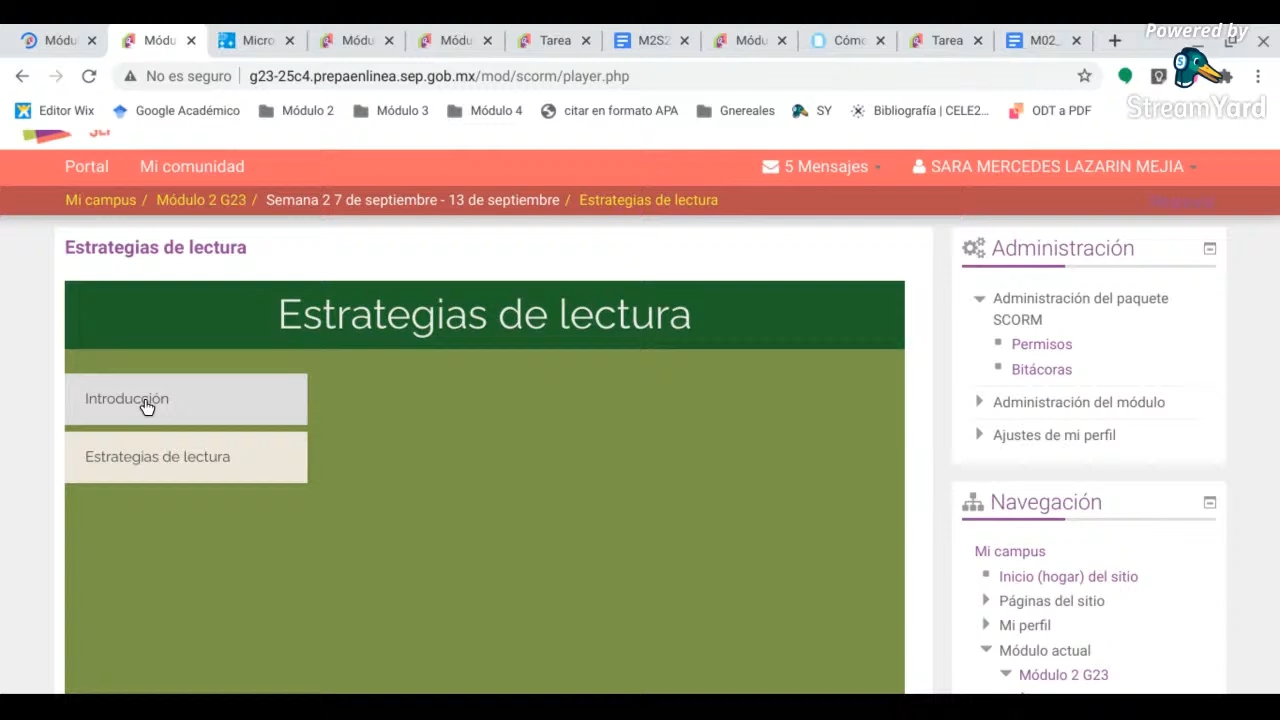 Powered by
StreamYard
Módu
Módu
Micro
Módu
Módu
Tarea
M2S2
Módu
Cómo
Tarea
M02_
No es seguro
g23-25c4.prepaenlinea.sep.gob.mx/mod/scorm/player.php
Editor Wix
Google Académico
Módulo 2
Módulo 3
Módulo 4
citar en formato APA
Gnereales
SY
Bibliografía | CELE2...
ODT a PDF
Portal
Mi comunidad
5 Mensajes
SARA MERCEDES LAZARIN MEJIA
Mi campus / Módulo 2 G23 / Semana 2 7 de septiembre - 13 de septiembre / Estrategias de lectura
Estrategias de lectura
Estrategias de lectura
Introducción
Estrategias de lectura
Administración
Administración del paquete
SCORM
Permisos
Bitácoras
Administración del módulo
Ajustes de mi perfil
Navegación
Mi campus
Inicio (hogar) del sitio
Páginas del sitio
Mi perfil
Módulo actual
Módulo 2 G23